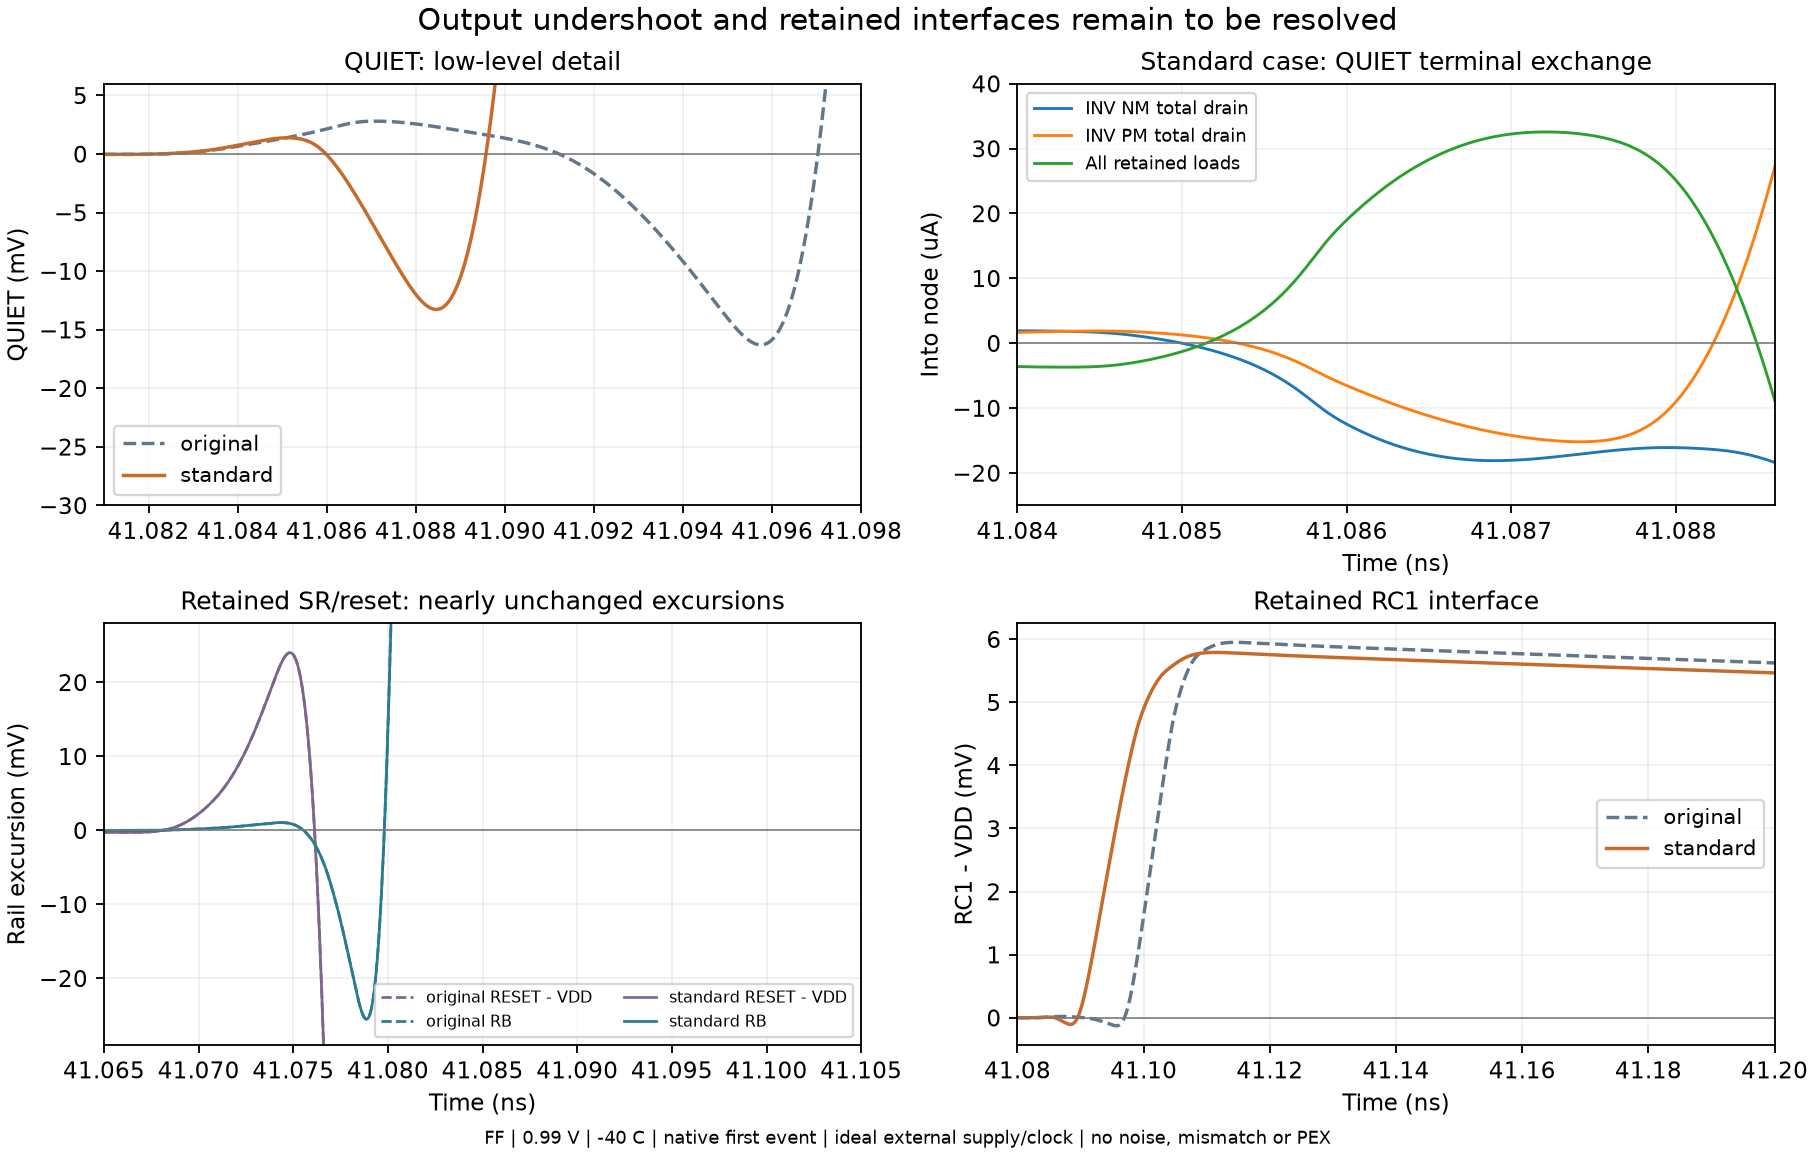 Output undershoot and retained interfaces remain to be resolved
QUIET: low-level detail
QUIET (mV)
5
0
−5
−10
−15
−20
−25
−30
original
standard
41.082 41.084 41.086 41.088 41.090 41.092 41.094 41.096 41.098
Standard case: QUIET terminal exchange
Into node (uA)
40
30
20
10
0
−10
−20
INV NM total drain
INV PM total drain
All retained loads
41.084 41.085 41.086 41.087 41.088
Time (ns)
Retained SR/reset: nearly unchanged excursions
Rail excursion (mV)
20
10
0
−10
−20
original RESET - VDD standard RESET - VDD
original RB standard RB
41.065 41.070 41.075 41.080 41.085 41.090 41.095 41.100 41.105
Time (ns)
Retained RC1 interface
RC1 - VDD (mV)
6
5
4
3
2
1
0
original
standard
41.08 41.10 41.12 41.14 41.16 41.18 41.20
Time (ns)
FF | 0.99 V | -40 C | native first event | ideal external supply/clock | no noise, mismatch or PEX